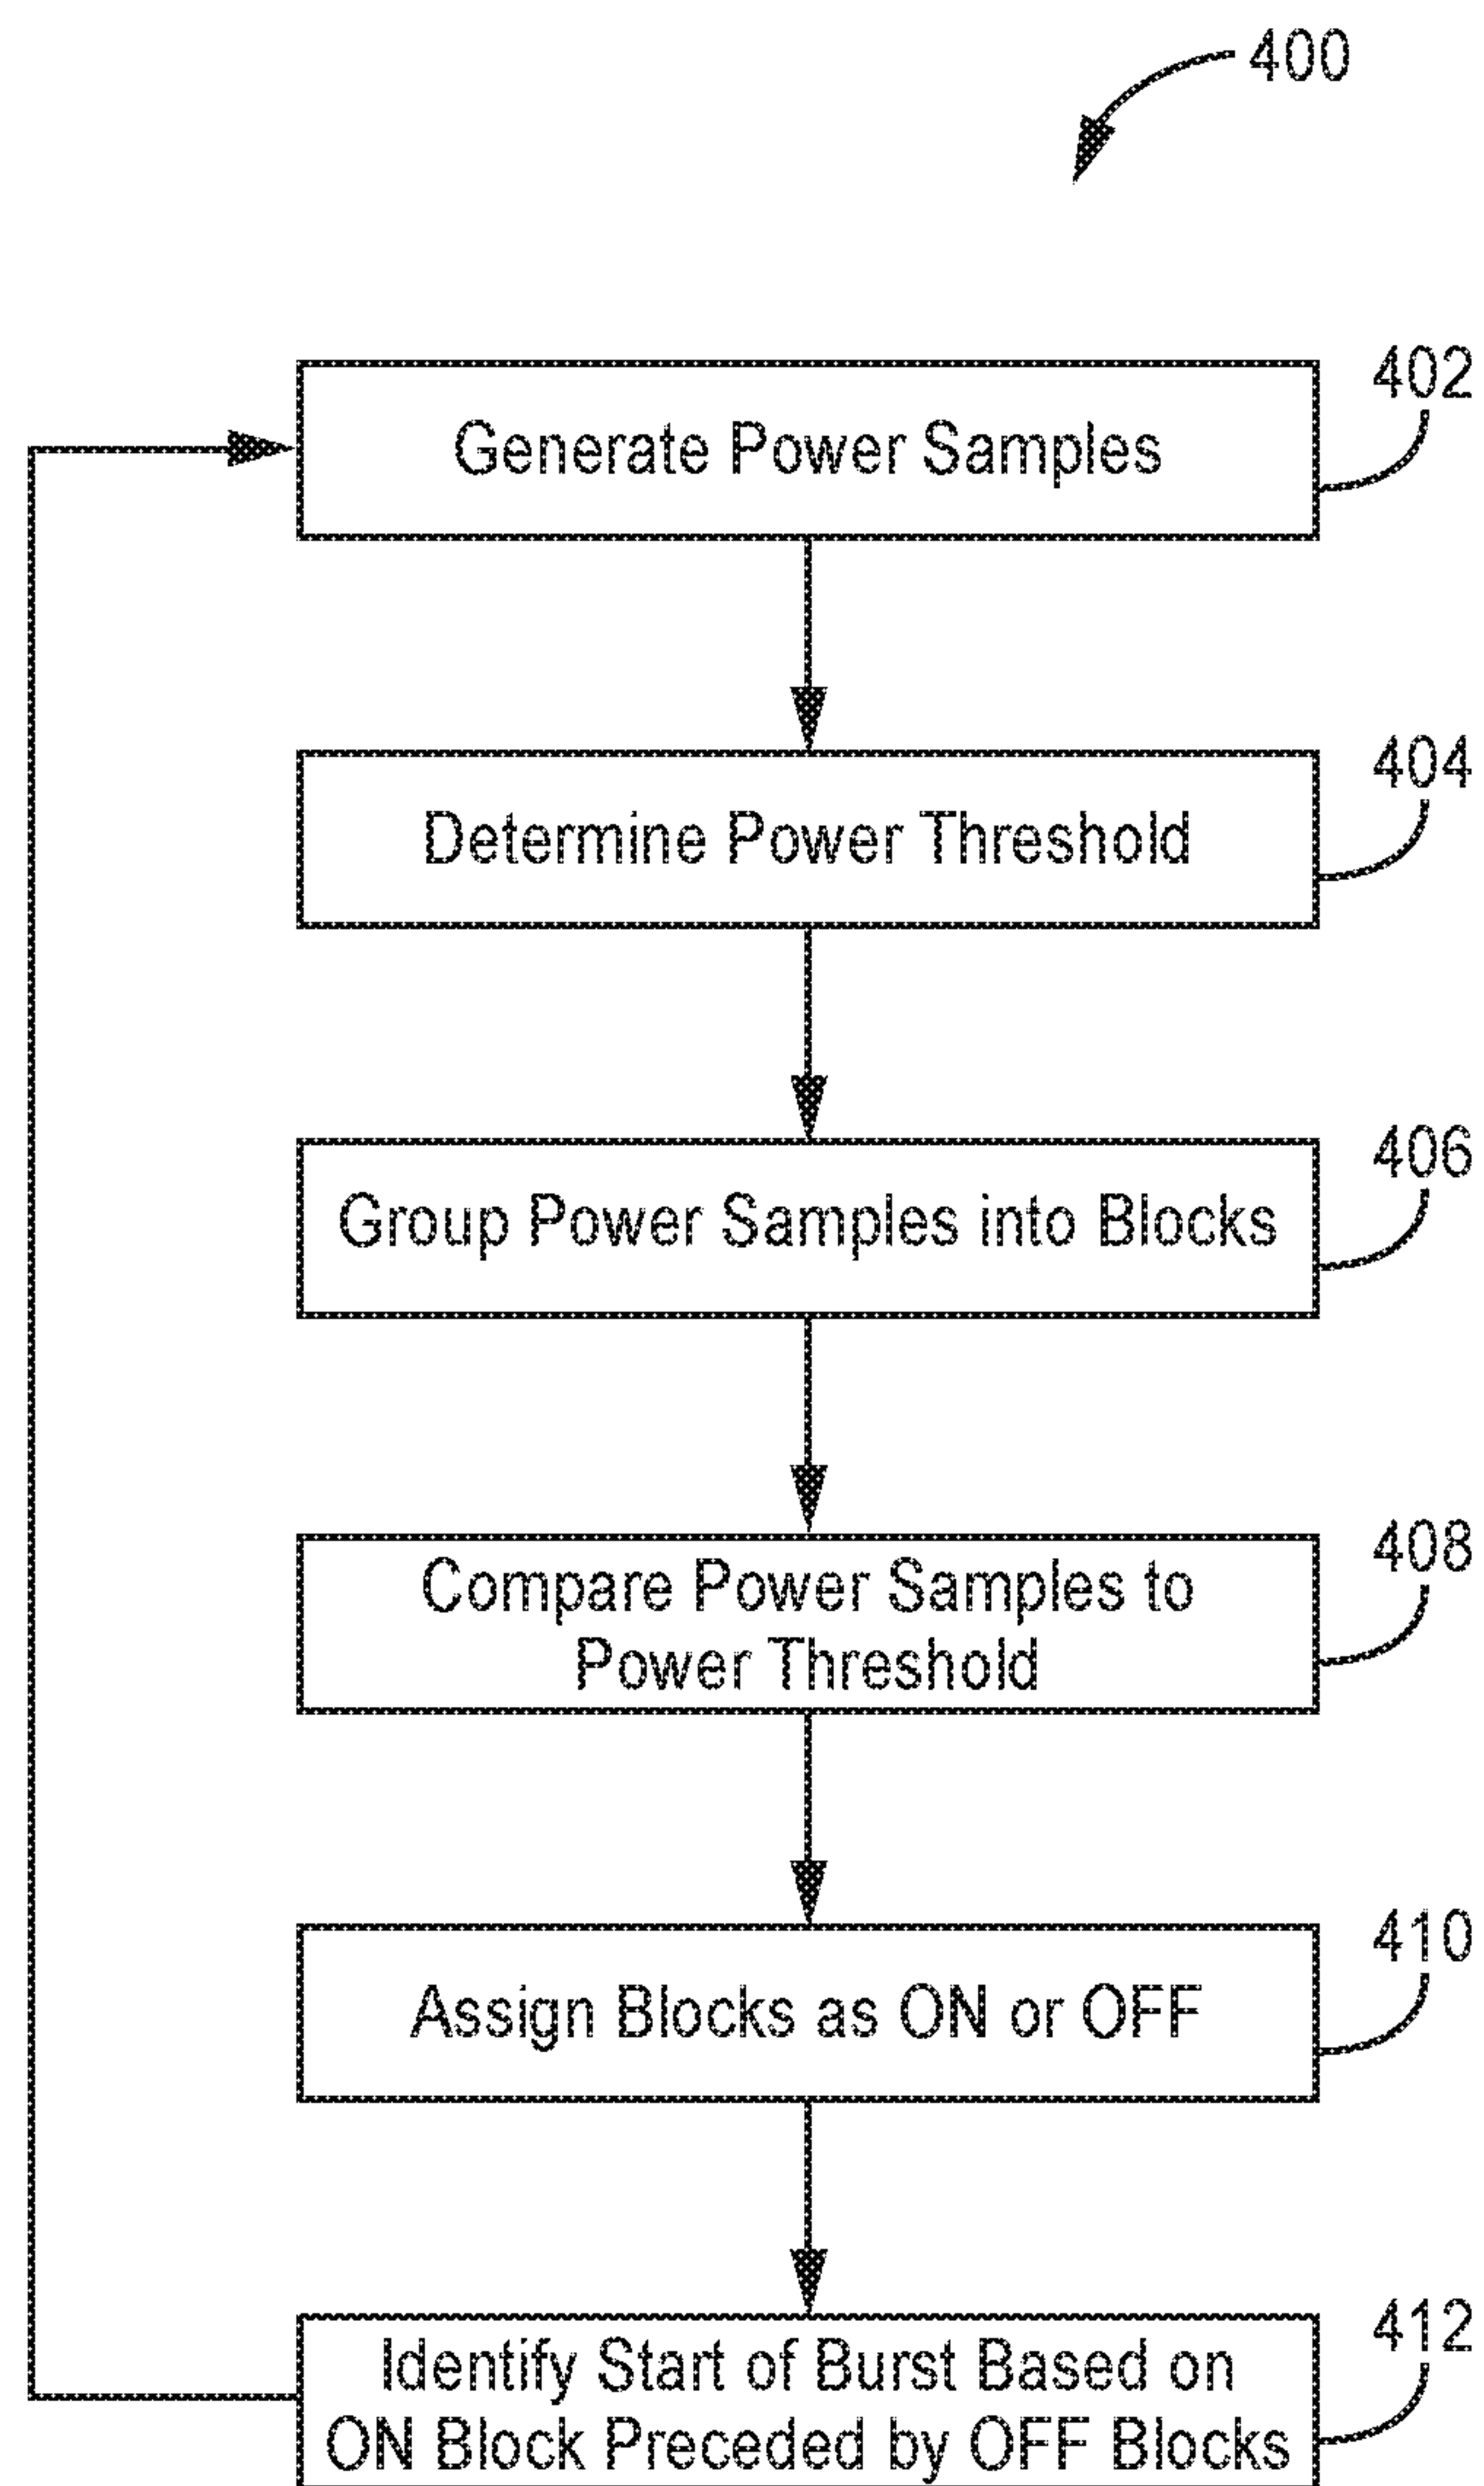 400
402
Generate Power Samples
404
Determine Power Threshold
406
Group Power Samples into Blocks
408
Compare Power Samples to
Power Threshold
410
Assign Blocks as ON or OFF
412
Identify Start of Burst Based on
ON Block Preceded by OFF Blocks